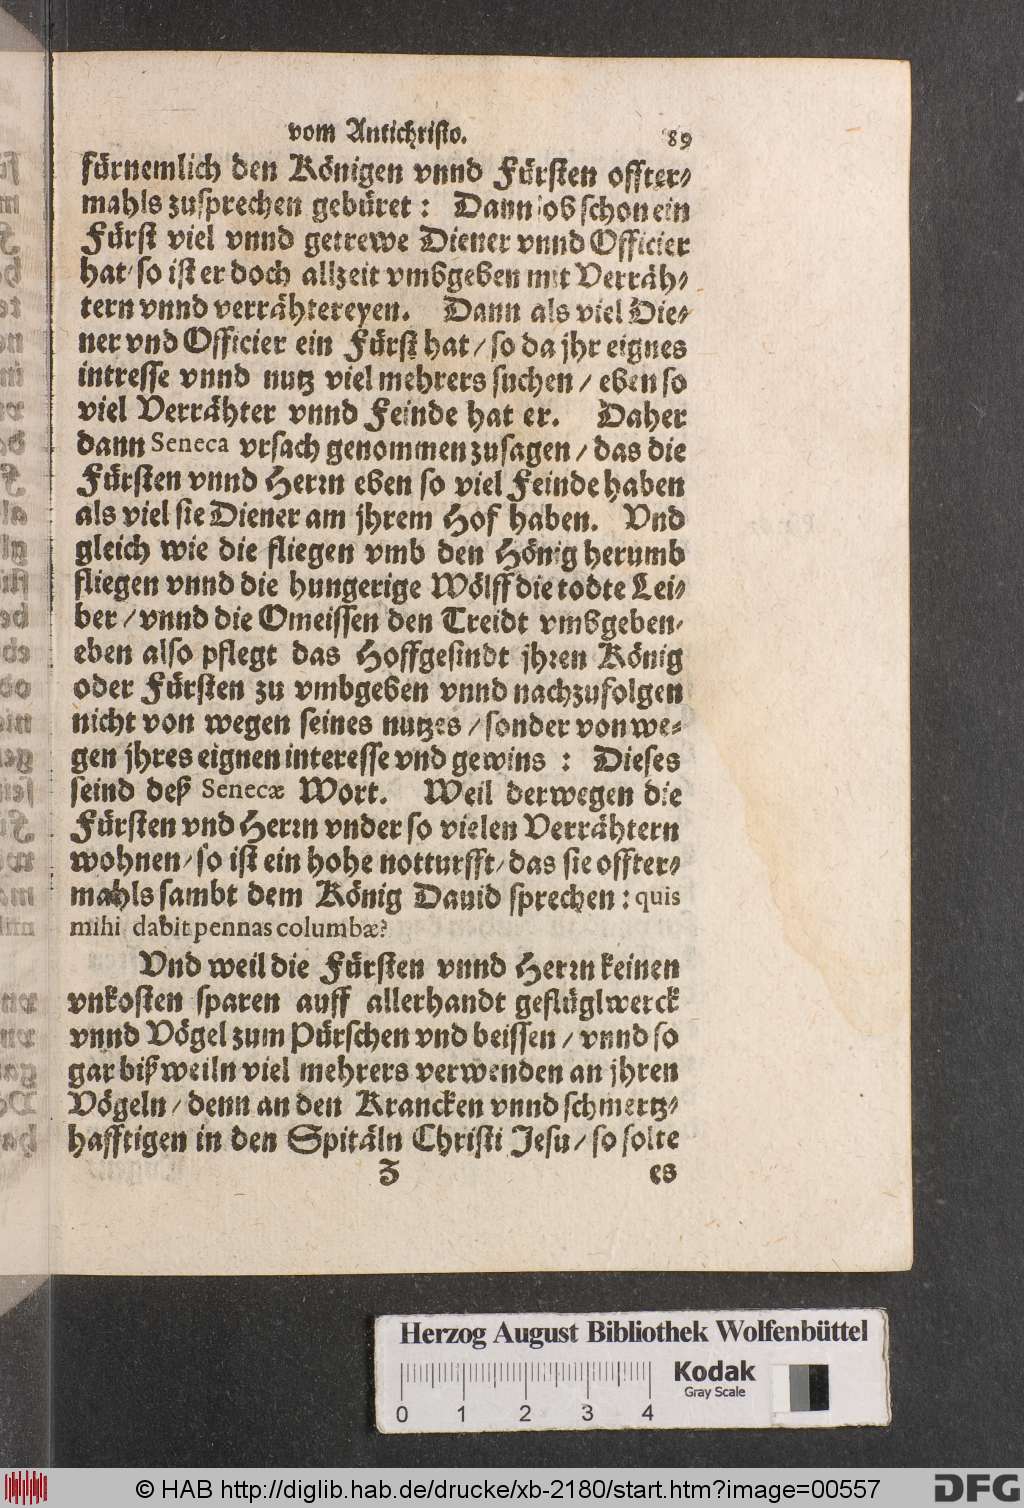 vom Antichristo. 89
fürnemlich den Königen vnnd Fürsten offter/
mahls zusprechen gebüret: Dann ob schon ein
Fürst viel vnnd getrewe Diener vnnd Officier
hat/ so ist er doch allzeit vmbgeben mit Verräh/
tern vnnd verrähtereyen. Dann als viel Die/
ner vnd Officier ein Fürst hat / so da jhr eignes
intresse vnnd nutz viel mehrers suchen / eben so
viel Verrähter vnnd Feinde hat er. Daher
dann Seneca vrsach genommen zusagen / das die
Fürsten vnnd Herrn eben so viel Feinde haben
als viel sie Diener am jhrem Hof haben. Vnd
gleich wie die fliegen vmb den Hönig herumb
fliegen vnnd die hungerige Wölff die todte Lei/
ber / vnnd die Omeissen den Treidt vmbgeben/
eben also pflegt das Hoffgesindt jhren König
oder Fürsten zu vmbgeben vnnd nachzufolgen
nicht von wegen seines nutzes / sonder von we/
gen jhres eignen interesse vnd gewins : Dieses
seind deß Senecæ Wort. Weil derwegen die
Fürsten vnd Herrn vnder so vielen Verrähtern
wohnen/ so ist ein hohe notturfft/ das sie offter/
mahls sambt dem König Dauid sprechen : quis
mihi dabit pennas columbæ?
Vnd weil die Fürsten vnnd Herrn keinen
vnkosten sparen auff allerhandt geflüglwerck
vnnd Vögel zum Pürschen vnd beissen / vnnd so
gar bißweiln viel mehrers verwenden an jhren
Vögeln / denn an den Krancken vnnd schmertz/
hafftigen in den Spitäln Christi Jesu / so solte
Z es
Herzog August Bibliothek Wolfenbüttel
Kodak
Gray Scale
0 1 2 3 4
© HAB http://diglib.hab.de/drucke/xb-2180/start.htm?image=00557 DFG